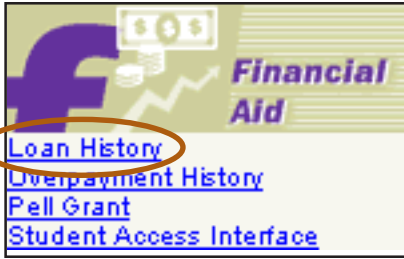 $
f
Financial
Aid
Loan History
Overpayment History
Pell Grant
Student Access Interface